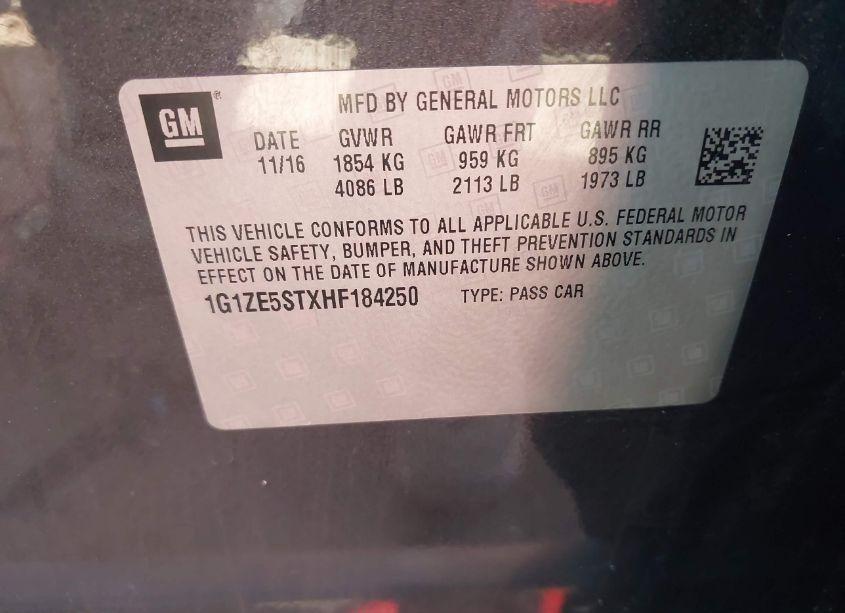 GM®
MFD BY GENERAL MOTORS LLC
DATE GVWR GAWR FRT GAWR RR
11/16 1854 KG 959 KG 895 KG
4086 LB 2113 LB 1973 LB
THIS VEHICLE CONFORMS TO ALL APPLICABLE U.S. FEDERAL MOTOR
VEHICLE SAFETY, BUMPER, AND THEFT PREVENTION STANDARDS IN
EFFECT ON THE DATE OF MANUFACTURE SHOWN ABOVE.
1G1ZE5STXHF184250 TYPE: PASS CAR